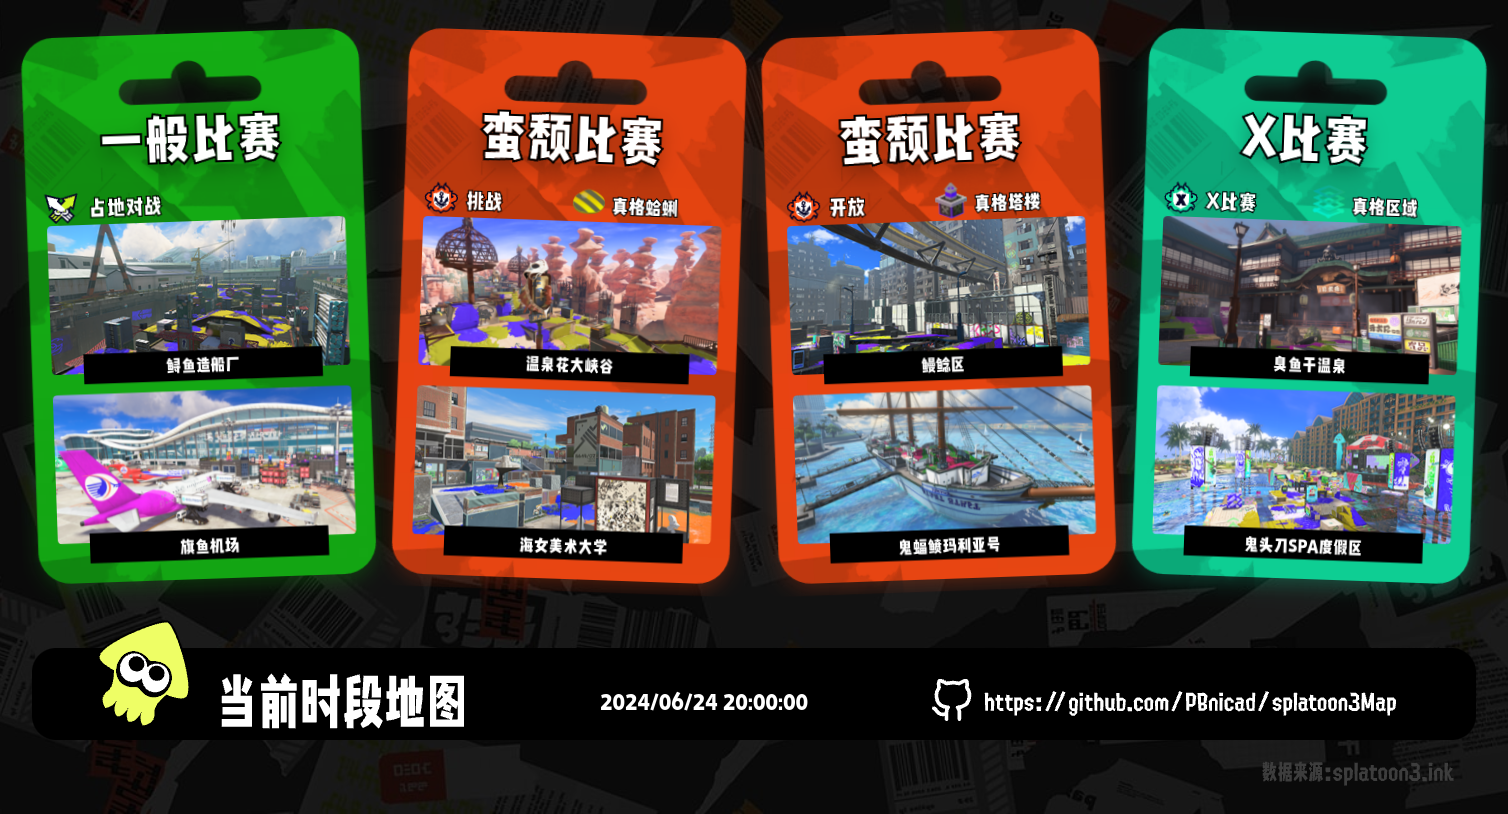 一般比赛
占地对战
鲟鱼造船厂
旗鱼机场
蛮颓比赛
挑战
真格蛤蜊
温泉花大峡谷
海女美术大学
蛮颓比赛
开放
真格塔楼
鳗鲶区
鬼蝠鲼玛利亚号
X比赛
X比赛
真格区域
臭鱼干温泉
鬼头刀SPA度假区
当前时段地图
2024/06/24 20:00:00
https://github.com/PBnicad/splatoon3Map
数据来源:splatoon3.ink